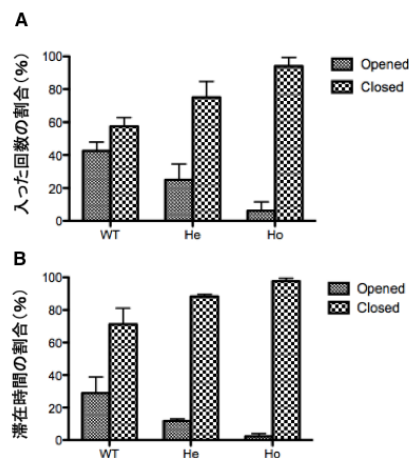 A
入った回数の割合(%)
100
80
60
40
20
0
WT
He
Ho
Opened
Closed
B
滞在時間の割合(%)
100
80
60
40
20
0
WT
He
Ho
Opened
Closed